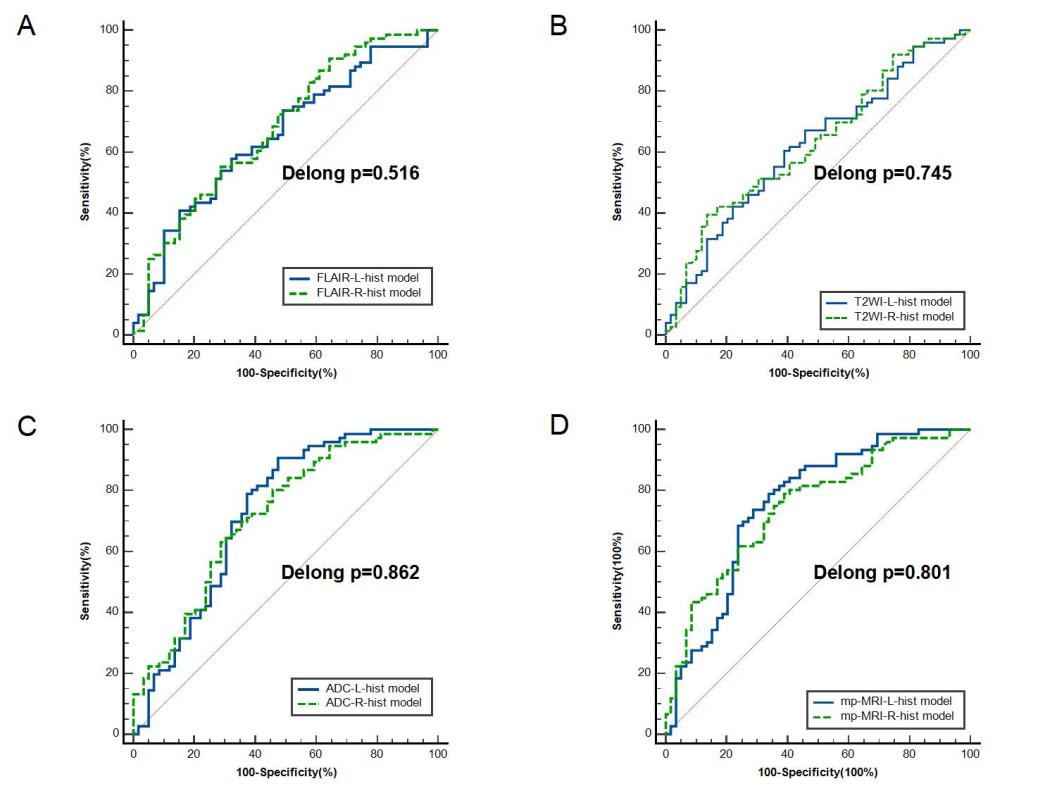 A
100
80
60
40
20
0
Sensitivity(%)
Delong p=0.516
FLAIR-L-hist model
FLAIR-R-hist model
0 20 40 60 80 100
100-Specificity(%)
B
100
80
60
40
20
0
Sensitivity(%)
Delong p=0.745
T2WI-L-hist model
T2WI-R-hist model
0 20 40 60 80 100
100-Specificity(%)
C
100
80
60
40
20
0
Sensitivity(%)
Delong p=0.862
ADC-L-hist model
ADC-R-hist model
0 20 40 60 80 100
100-Specificity(%)
D
100
80
60
40
20
0
Sensitivity(100%)
Delong p=0.801
mp-MRI-L-hist model
mp-MRI-R-hist model
0 20 40 60 80 100
100-Specificity(100%)